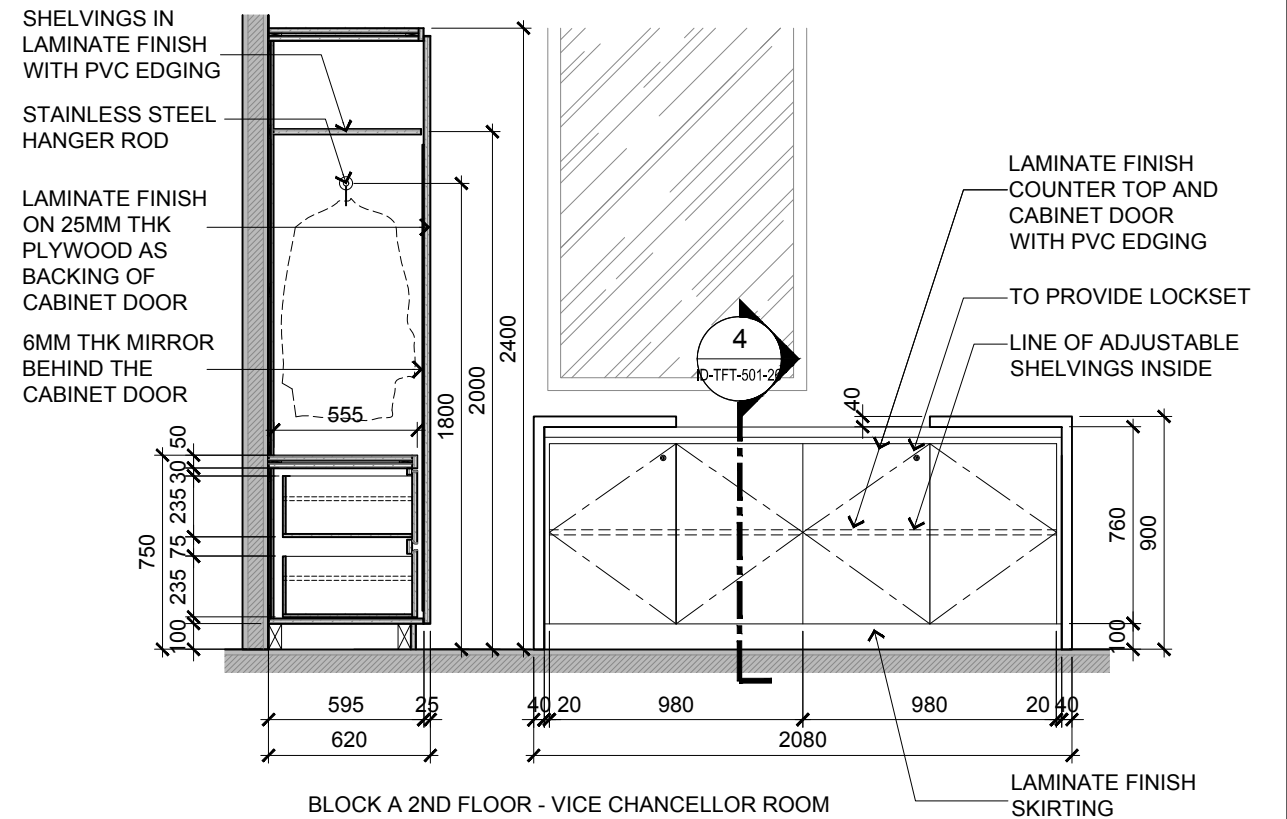 SHELVINGS IN
LAMINATE FINISH
WITH PVC EDGING
STAINLESS STEEL
HANGER ROD
LAMINATE FINISH
ON 25MM THK
PLYWOOD AS
BACKING OF
CABINET DOOR
6MM THK MIRROR
BEHIND THE
CABINET DOOR
555
50
30
235
75
235
100
750
1800
2000
2400
595
25
620
4
LAMINATE FINISH
COUNTER TOP AND
CABINET DOOR
WITH PVC EDGING
TO PROVIDE LOCKSET
LINE OF ADJUSTABLE
SHELVINGS INSIDE
40
760
900
100
40 20 980 980 20 40
2080
LAMINATE FINISH
SKIRTING
BLOCK A 2ND FLOOR - VICE CHANCELLOR ROOM